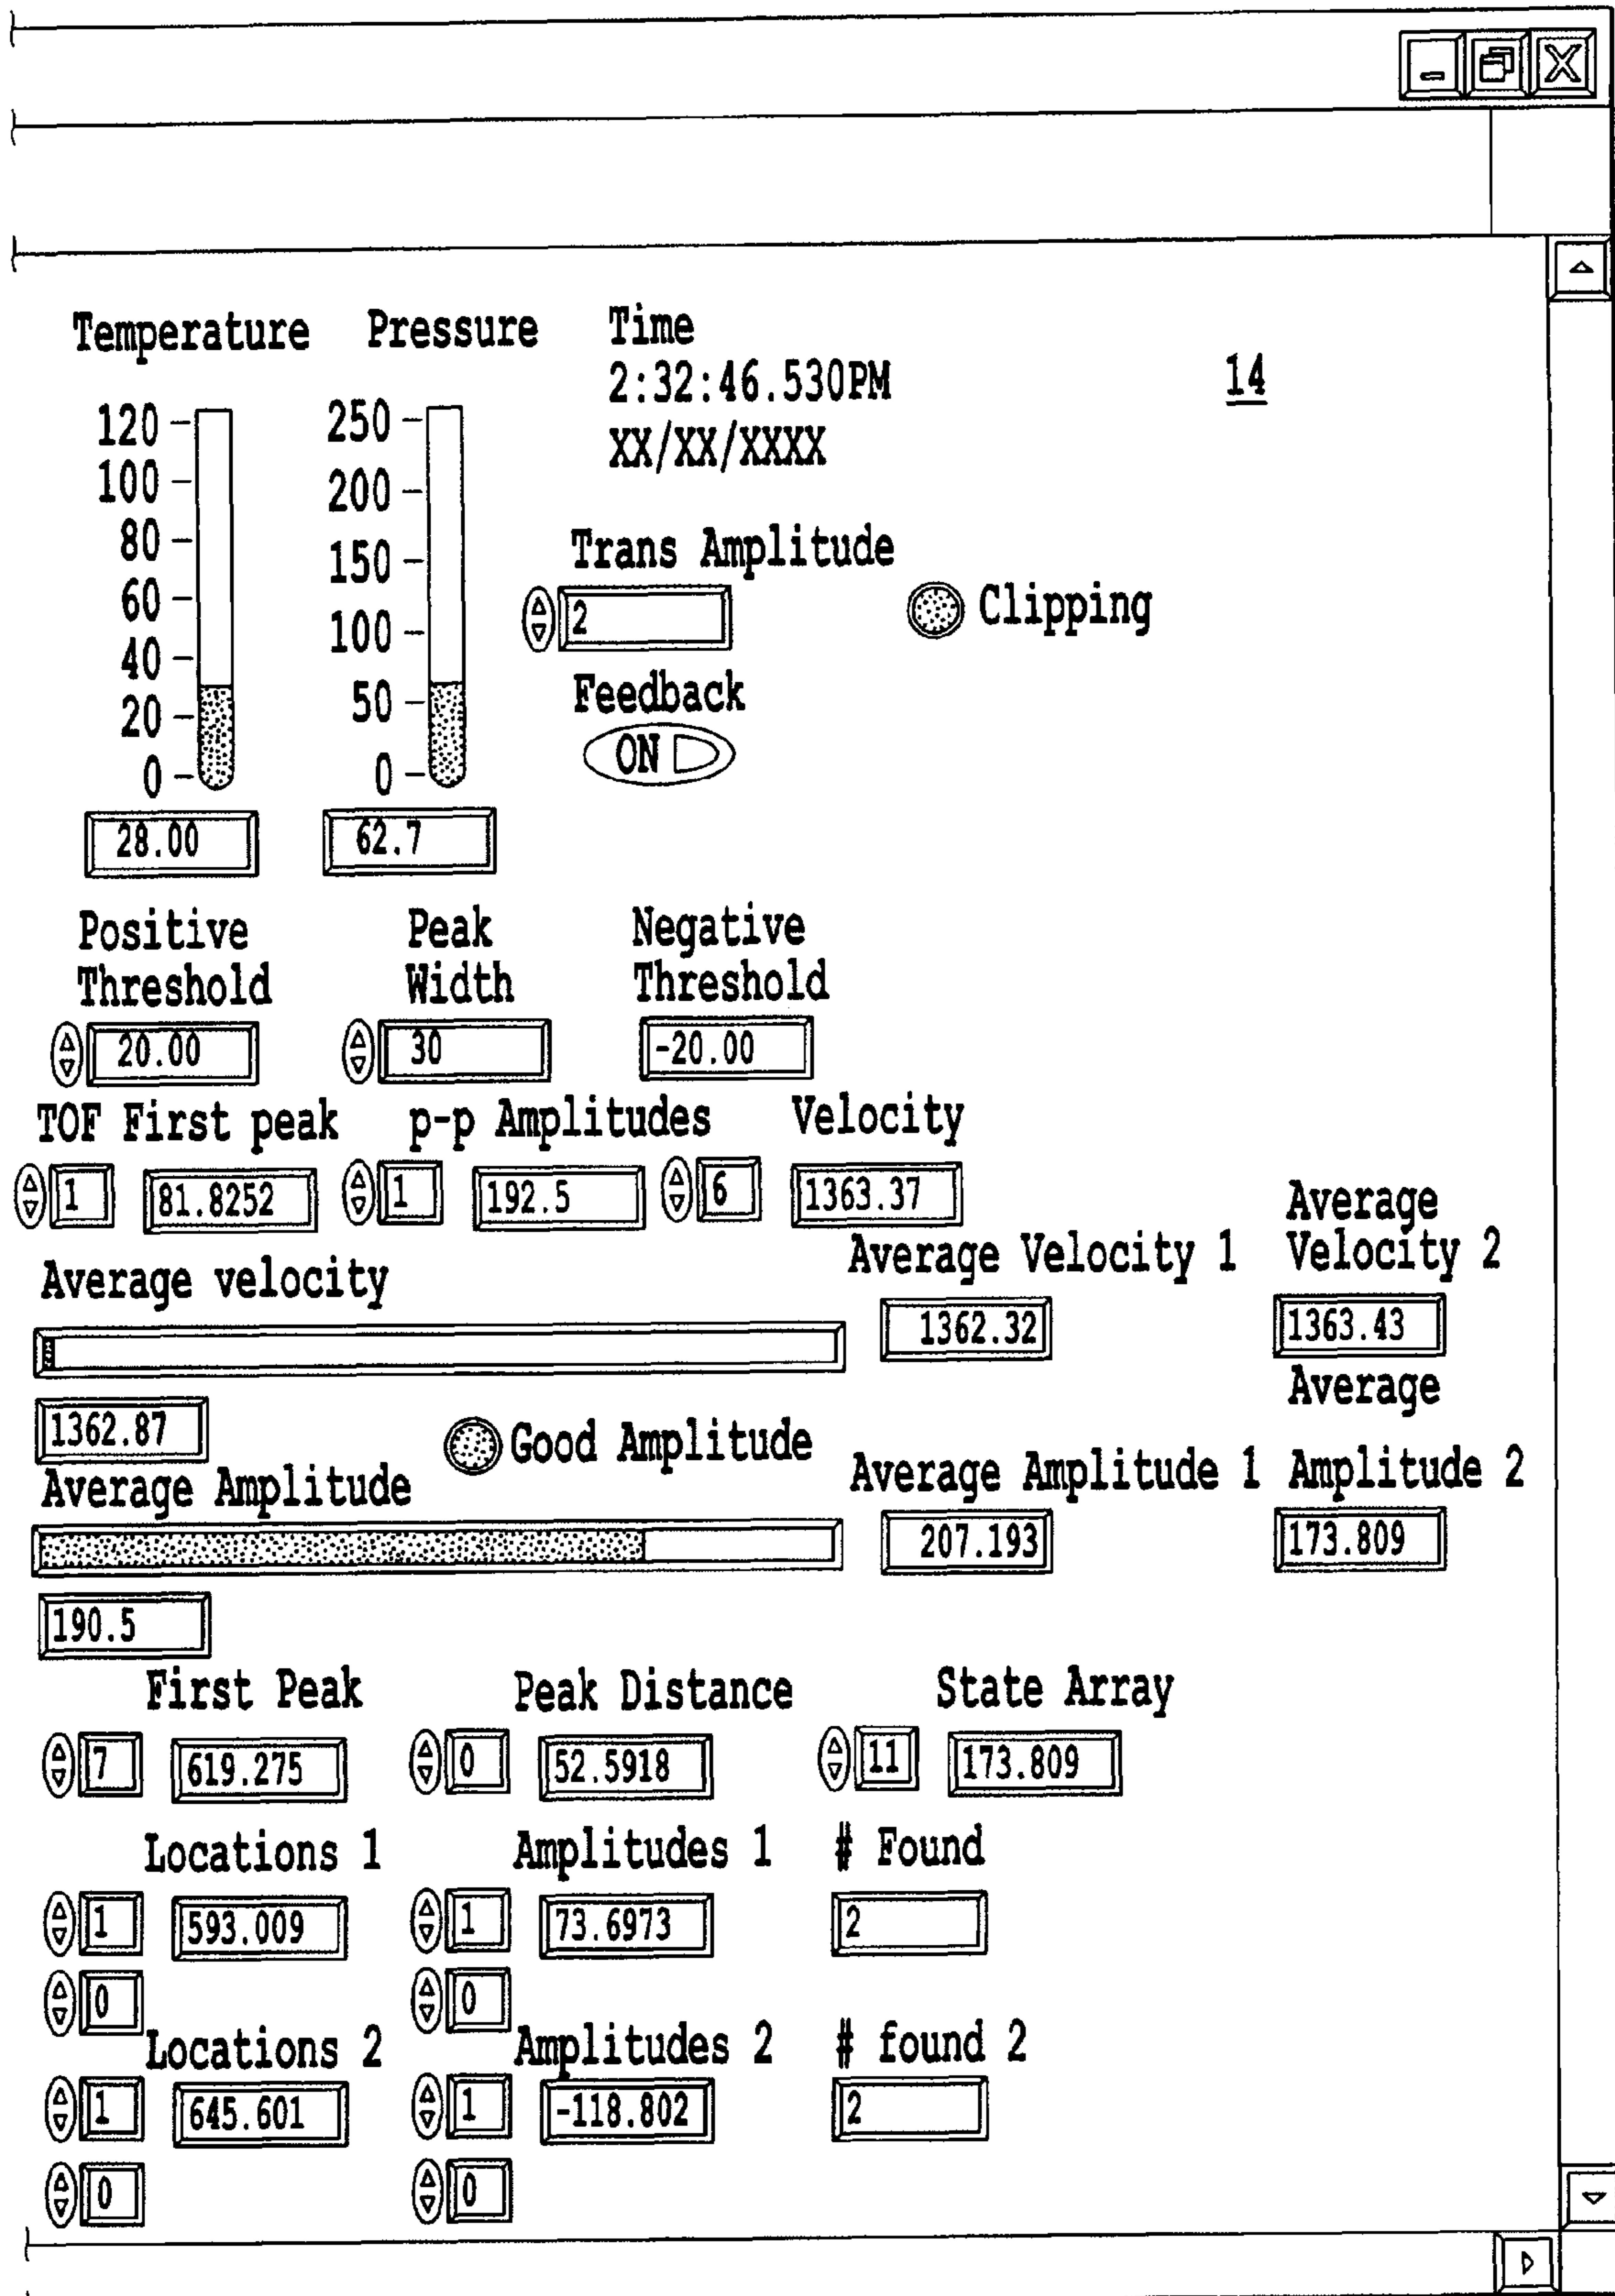 Temperature Pressure Time
2:32:46.530PM
14
XX/XX/XXXX
120
100
80
60
40
20
0
250
200
150
100
50
0
Trans Amplitude
2
Clipping
Feedback
ON
28.00 62.7
Positive Threshold Peak Width Negative Threshold
20.00 30 -20.00
TOF First peak p-p Amplitudes Velocity
1 81.8252 1 192.5 6 1363.37
Average velocity Average Velocity 1 Average Velocity 2
1362.32 1363.43
1362.87
Good Amplitude
Average Amplitude Average Amplitude 1 Average Amplitude 2
207.193 173.809
190.5
First Peak Peak Distance State Array
7 619.275 0 52.5918 11 173.809
Locations 1 Amplitudes 1 # Found
1 593.009 1 73.6973 2
0 0
Locations 2 Amplitudes 2 # found 2
1 645.601 1 -118.802 2
0 0